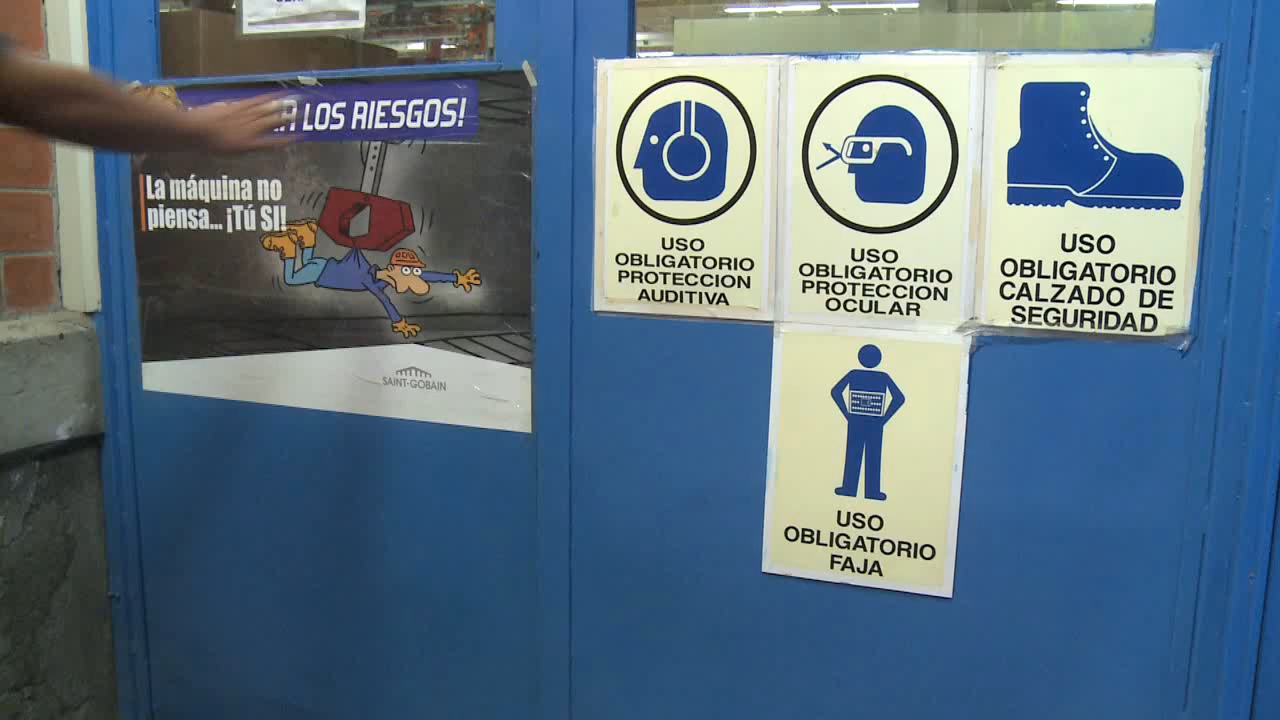 LOS RIESGOS!
La máquina no
piensa... ¡Tú SI!
SAINT-GOBAIN
USO
OBLIGATORIO
PROTECCION
AUDITIVA
USO
OBLIGATORIO
PROTECCION
OCULAR
USO
OBLIGATORIO
CALZADO DE
SEGURIDAD
USO
OBLIGATORIO
FAJA